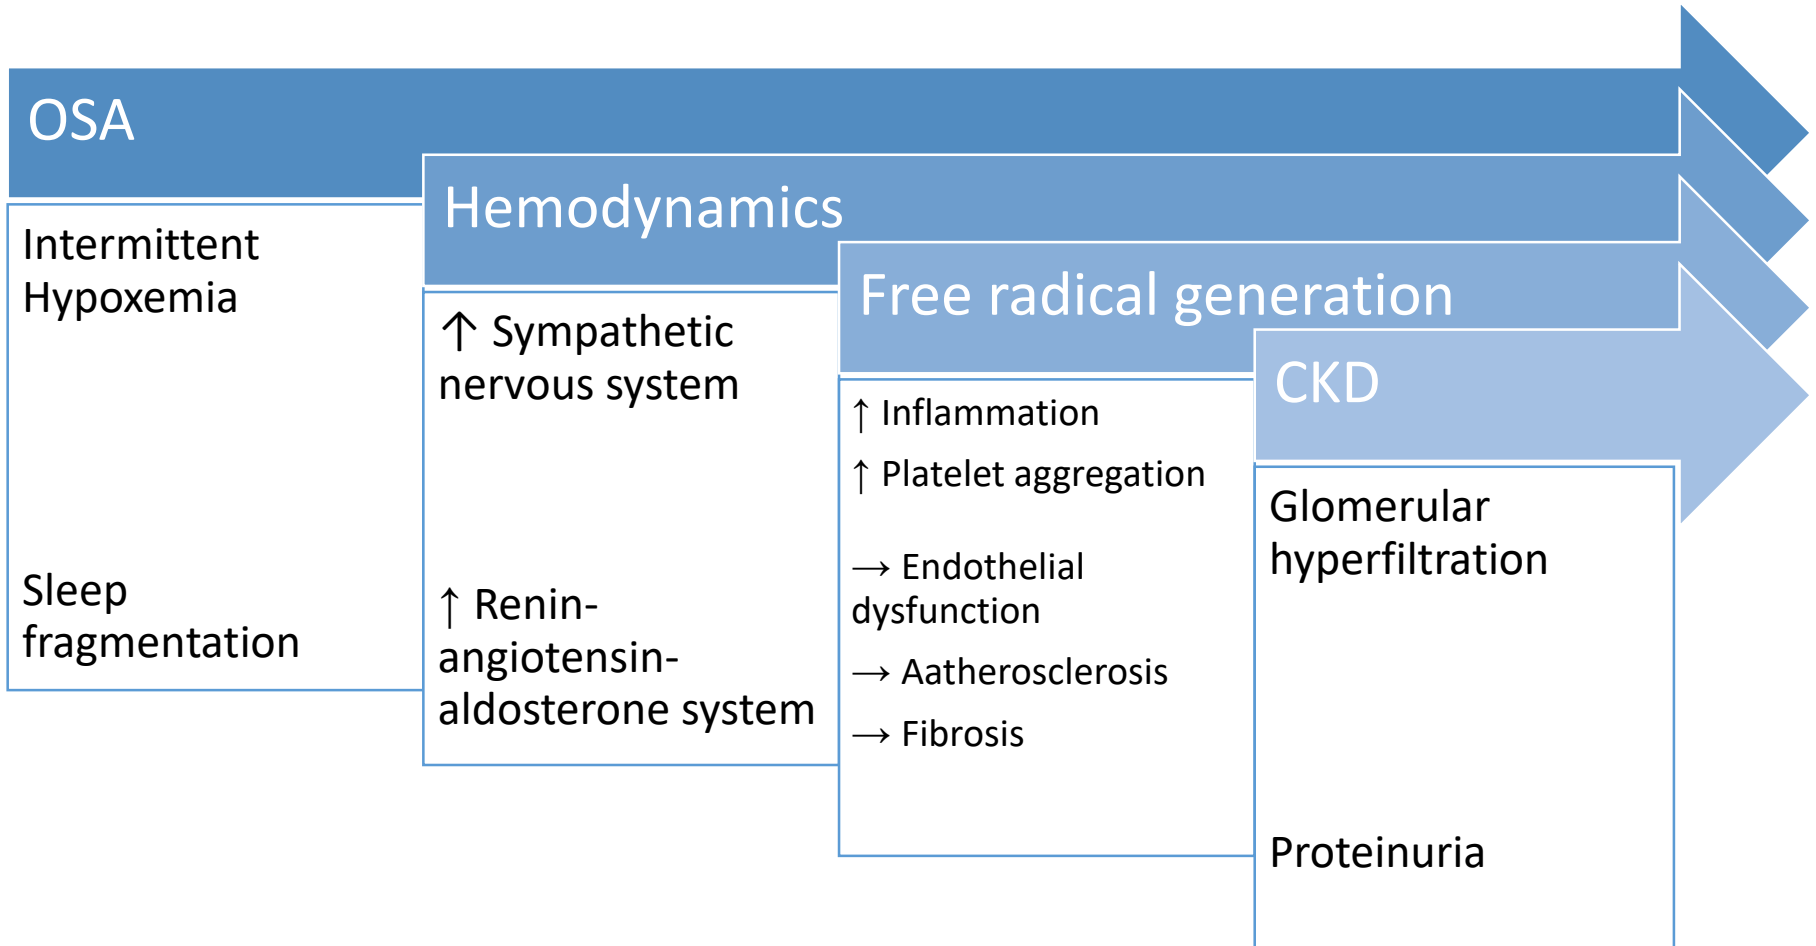 OSA
Intermittent
Hypoxemia
Sleep
fragmentation
Hemodynamics
↑ Sympathetic
nervous system
↑ Renin-
angiotensin-
aldosterone system
Free radical generation
↑ Inflammation
↑ Platelet aggregation
→ Endothelial
dysfunction
→ Aatherosclerosis
→ Fibrosis
CKD
Glomerular
hyperfiltration
Proteinuria